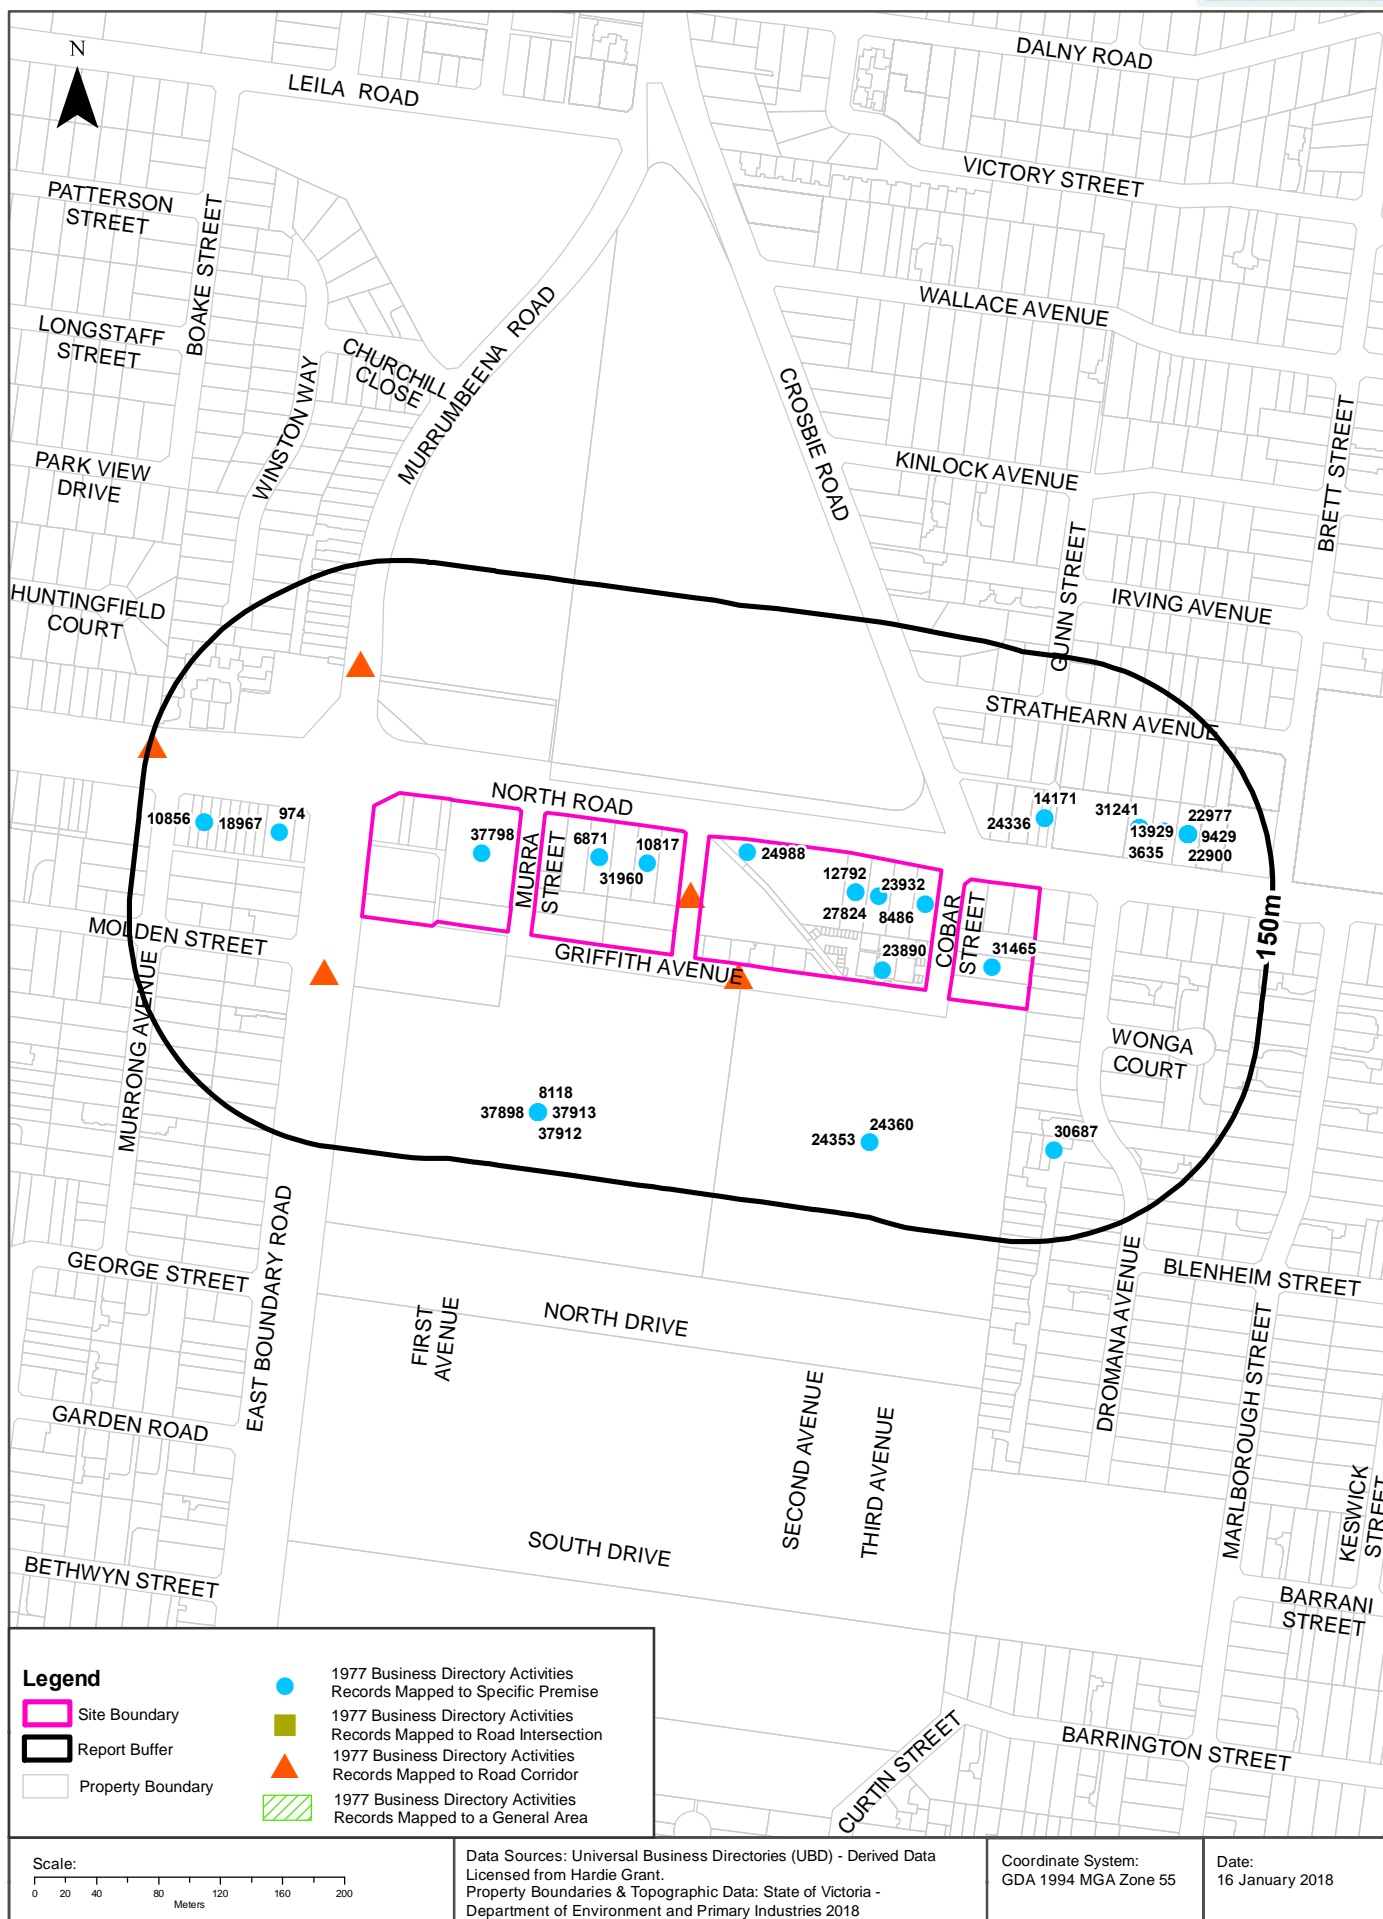 DALNY ROAD
N
LEILA ROAD
VICTORY STREET
PATTERSON
STREET
BOAKE STREET
WALLACE AVENUE
MURRUMBEENA ROAD
LONGSTAFF
STREET
CHURCHILL
CLOSE
WINSTON WAY
CROSBIE ROAD
BRETT STREET
KINLOCK AVENUE
PARK VIEW
DRIVE
GUNN STREET
HUNTINGFIELD
COURT
IRVING AVENUE
STRATHEARN AVENUE
NORTH ROAD
10856
18967
974
37798
MURRA
STREET
6871
10817
31960
24988
12792
23932
27824
8486
23890
COBAR
STREET
31465
14171
24336
31241
13929
3635
22977
9429
22900
150m
MOLDEN STREET
GRIFFITH AVENUE
MURRONG AVENUE
WONGA
COURT
8118
37898
37913
37912
24360
24353
30687
EAST BOUNDARY ROAD
GEORGE STREET
BLENHEIM STREET
DROMANA AVENUE
MARLBOROUGH STREET
FIRST
AVENUE
NORTH DRIVE
SECOND AVENUE
THIRD AVENUE
GARDEN ROAD
KESWICK
STREET
SOUTH DRIVE
BETHWYN STREET
BARRANI
STREET
CURTIN STREET
BARRINGTON STREET
Legend
Site Boundary
Report Buffer
Property Boundary
1977 Business Directory Activities
Records Mapped to Specific Premise
1977 Business Directory Activities
Records Mapped to Road Intersection
1977 Business Directory Activities
Records Mapped to Road Corridor
1977 Business Directory Activities
Records Mapped to a General Area
Scale:
0 20 40 80 120 160 200
Meters
Data Sources: Universal Business Directories (UBD) - Derived Data
Licensed from Hardie Grant.
Property Boundaries & Topographic Data: State of Victoria -
Department of Environment and Primary Industries 2018
Coordinate System:
GDA 1994 MGA Zone 55
Date:
16 January 2018